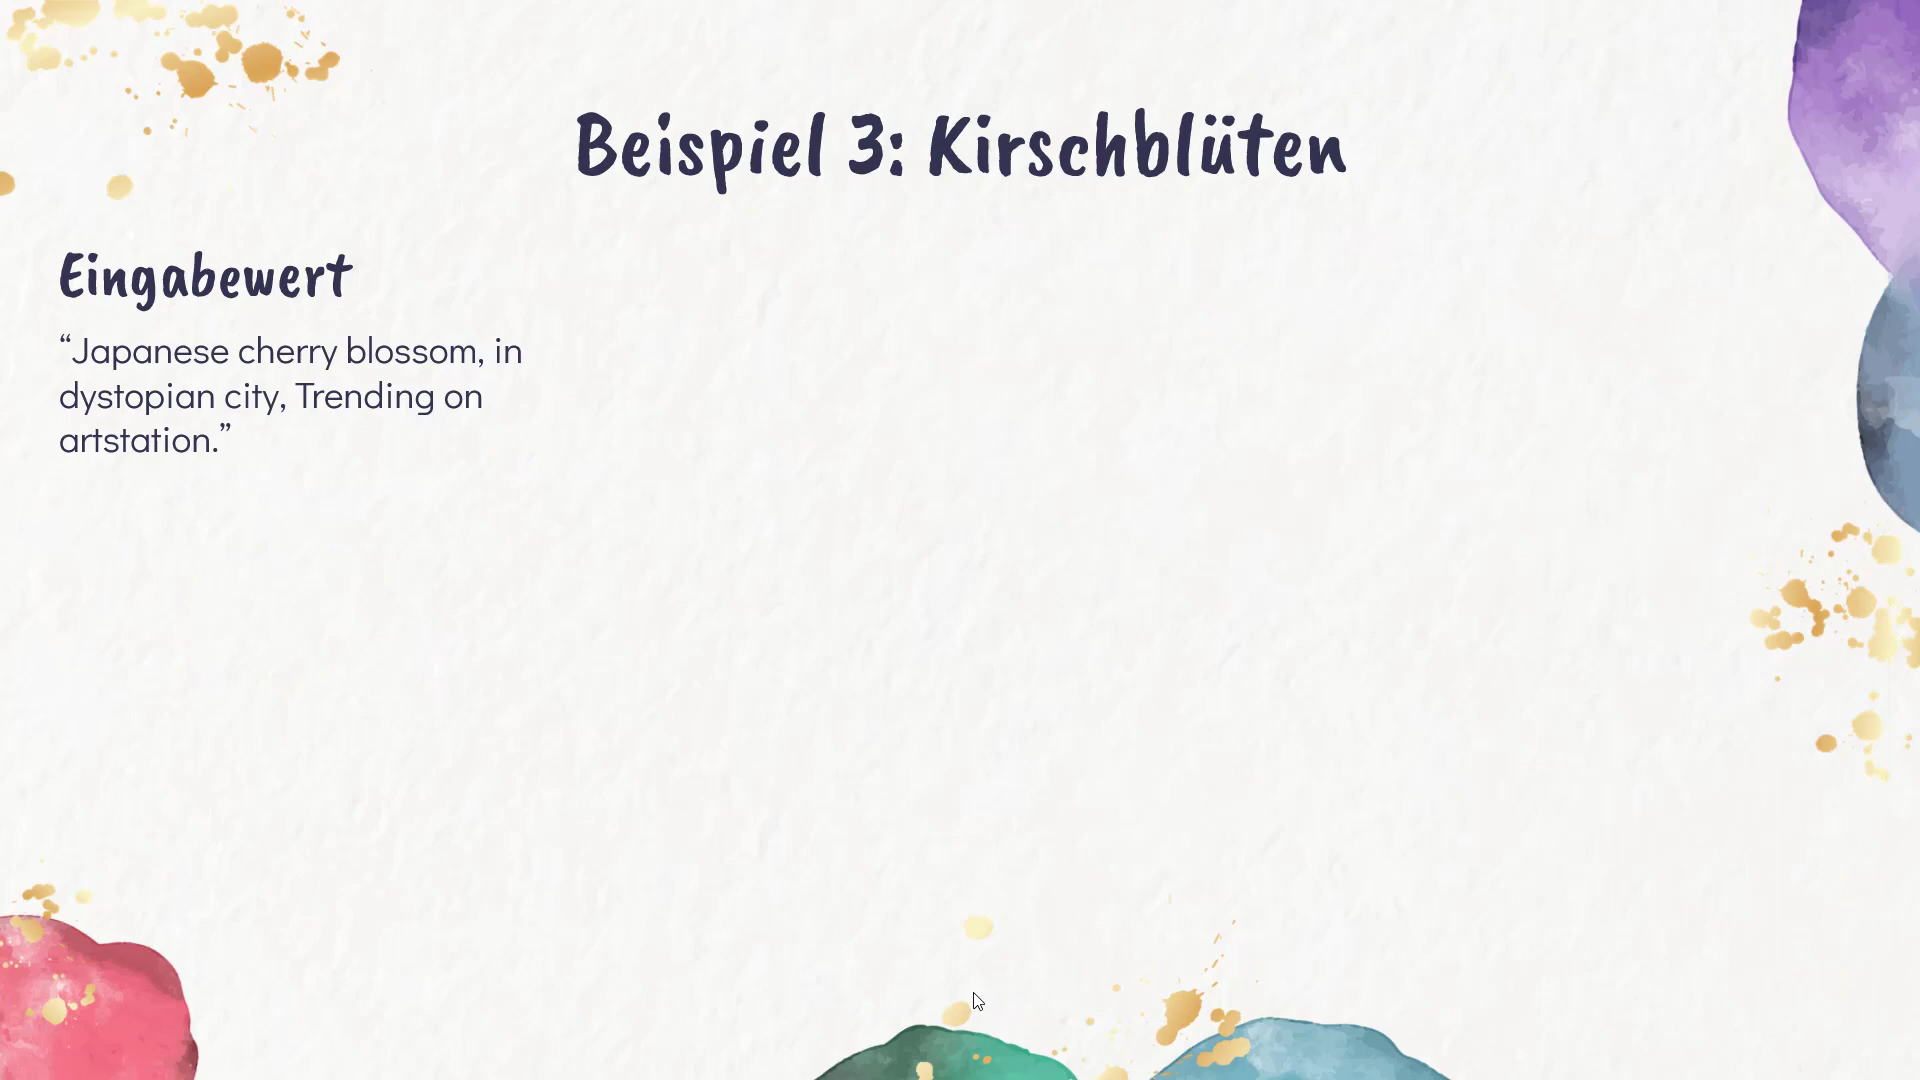 Beispiel 3: Kirschblüten
Eingabewert
“Japanese cherry blossom, in
dystopian city, Trending on
artstation.”